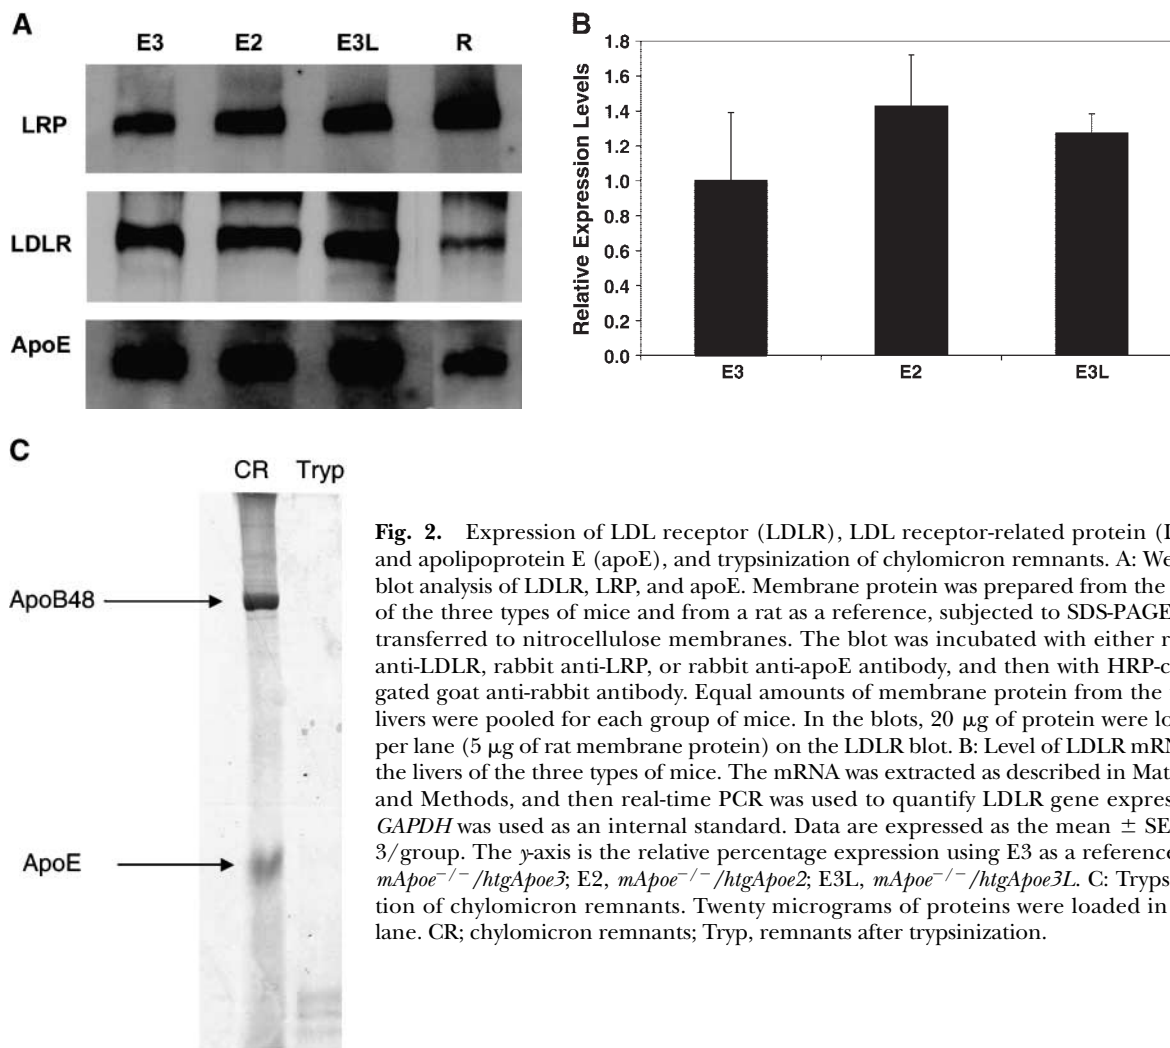 A
E3 E2 E3L R
LRP
LDLR
ApoE
B
Relative Expression Levels
1.8
1.6
1.4
1.2
1.0
0.8
0.6
0.4
0.2
0.0
E3 E2 E3L
C
CR Tryp
ApoB48
ApoE
Fig. 2. Expression of LDL receptor (LDLR), LDL receptor-related protein (
and apolipoprotein E (apoE), and trypsinization of chylomicron remnants. A: We
blot analysis of LDLR, LRP, and apoE. Membrane protein was prepared from the
of the three types of mice and from a rat as a reference, subjected to SDS-PAGE
transferred to nitrocellulose membranes. The blot was incubated with either r
anti-LDLR, rabbit anti-LRP, or rabbit anti-apoE antibody, and then with HRP-c
gated goat anti-rabbit antibody. Equal amounts of membrane protein from the
livers were pooled for each group of mice. In the blots, 20 μg of protein were lo
per lane (5 μg of rat membrane protein) on the LDLR blot. B: Level of LDLR mRN
the livers of the three types of mice. The mRNA was extracted as described in Mat
and Methods, and then real-time PCR was used to quantify LDLR gene expres
GAPDH was used as an internal standard. Data are expressed as the mean ± SE
3/group. The y-axis is the relative percentage expression using E3 as a reference
mApoe−/−/htgApoe3; E2, mApoe−/−/htgApoe2; E3L, mApoe−/−/htgApoe3L. C: Tryps
tion of chylomicron remnants. Twenty micrograms of proteins were loaded in
lane. CR; chylomicron remnants; Tryp, remnants after trypsinization.